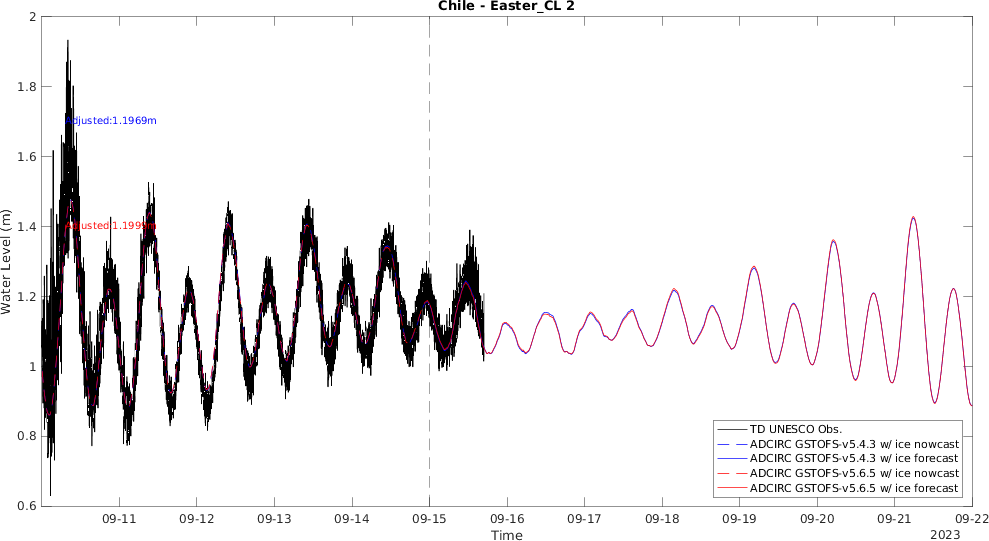 Chile - Easter_CL 2
Water Level (m)
2
1.8
1.6
1.4
1.2
1
0.8
0.6
Adjusted:1.1969m
Adjusted:1.1999m
TD UNESCO Obs.
ADCIRC GSTOFS-v5.4.3 w/ ice nowcast
ADCIRC GSTOFS-v5.4.3 w/ ice forecast
ADCIRC GSTOFS-v5.6.5 w/ ice nowcast
ADCIRC GSTOFS-v5.6.5 w/ ice forecast
09-11 09-12 09-13 09-14 09-15 09-16 09-17 09-18 09-19 09-20 09-21 09-22
Time
2023